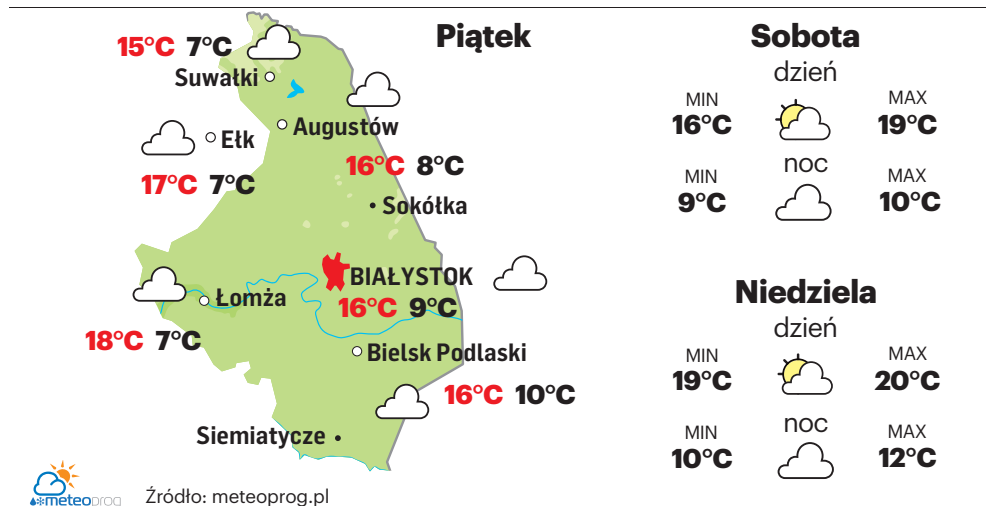 Piątek
15°C 7°C
Suwałki
Augustów
Ełk
16°C 8°C
17°C 7°C
Sokółka
BIAŁYSTOK
Łomża
16°C 9°C
18°C 7°C
Bielsk Podlaski
16°C 10°C
Siemiatycze
meteoprog
Źródło: meteoprog.pl
Sobota
dzień
MIN MAX
16°C 19°C
noc
MIN MAX
9°C 10°C
Niedziela
dzień
MIN MAX
19°C 20°C
noc
MIN MAX
10°C 12°C